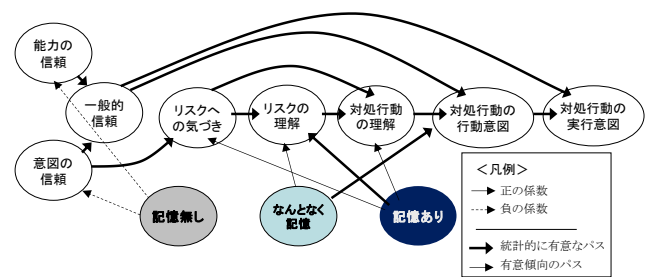 能力の
信頼
一般的
信頼
意図の
信頼
リスクへ
の気づき
リスクの
理解
対処行動
の理解
対処行動の
行動意図
対処行動の
実行意図
記憶無し
なんとなく
記憶
記憶あり
＜凡例＞
正の係数
負の係数
統計的に有意なパス
有意傾向のパス